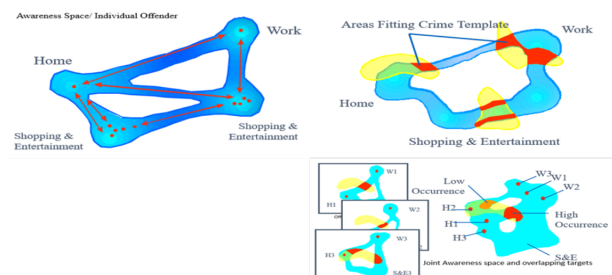 Awareness Space/ Individual Offender
Work
Home
Shopping &
Entertainment
Shopping &
Entertainment
Areas Fitting Crime Template
Work
Home
Shopping & Entertainment
W1
H1
W2
W3
H3
S&E3
Low
Occurrence
W3
W1
W2
H2
H1
H3
High
Occurrence
S&E
Joint Awareness space and overlapping targets